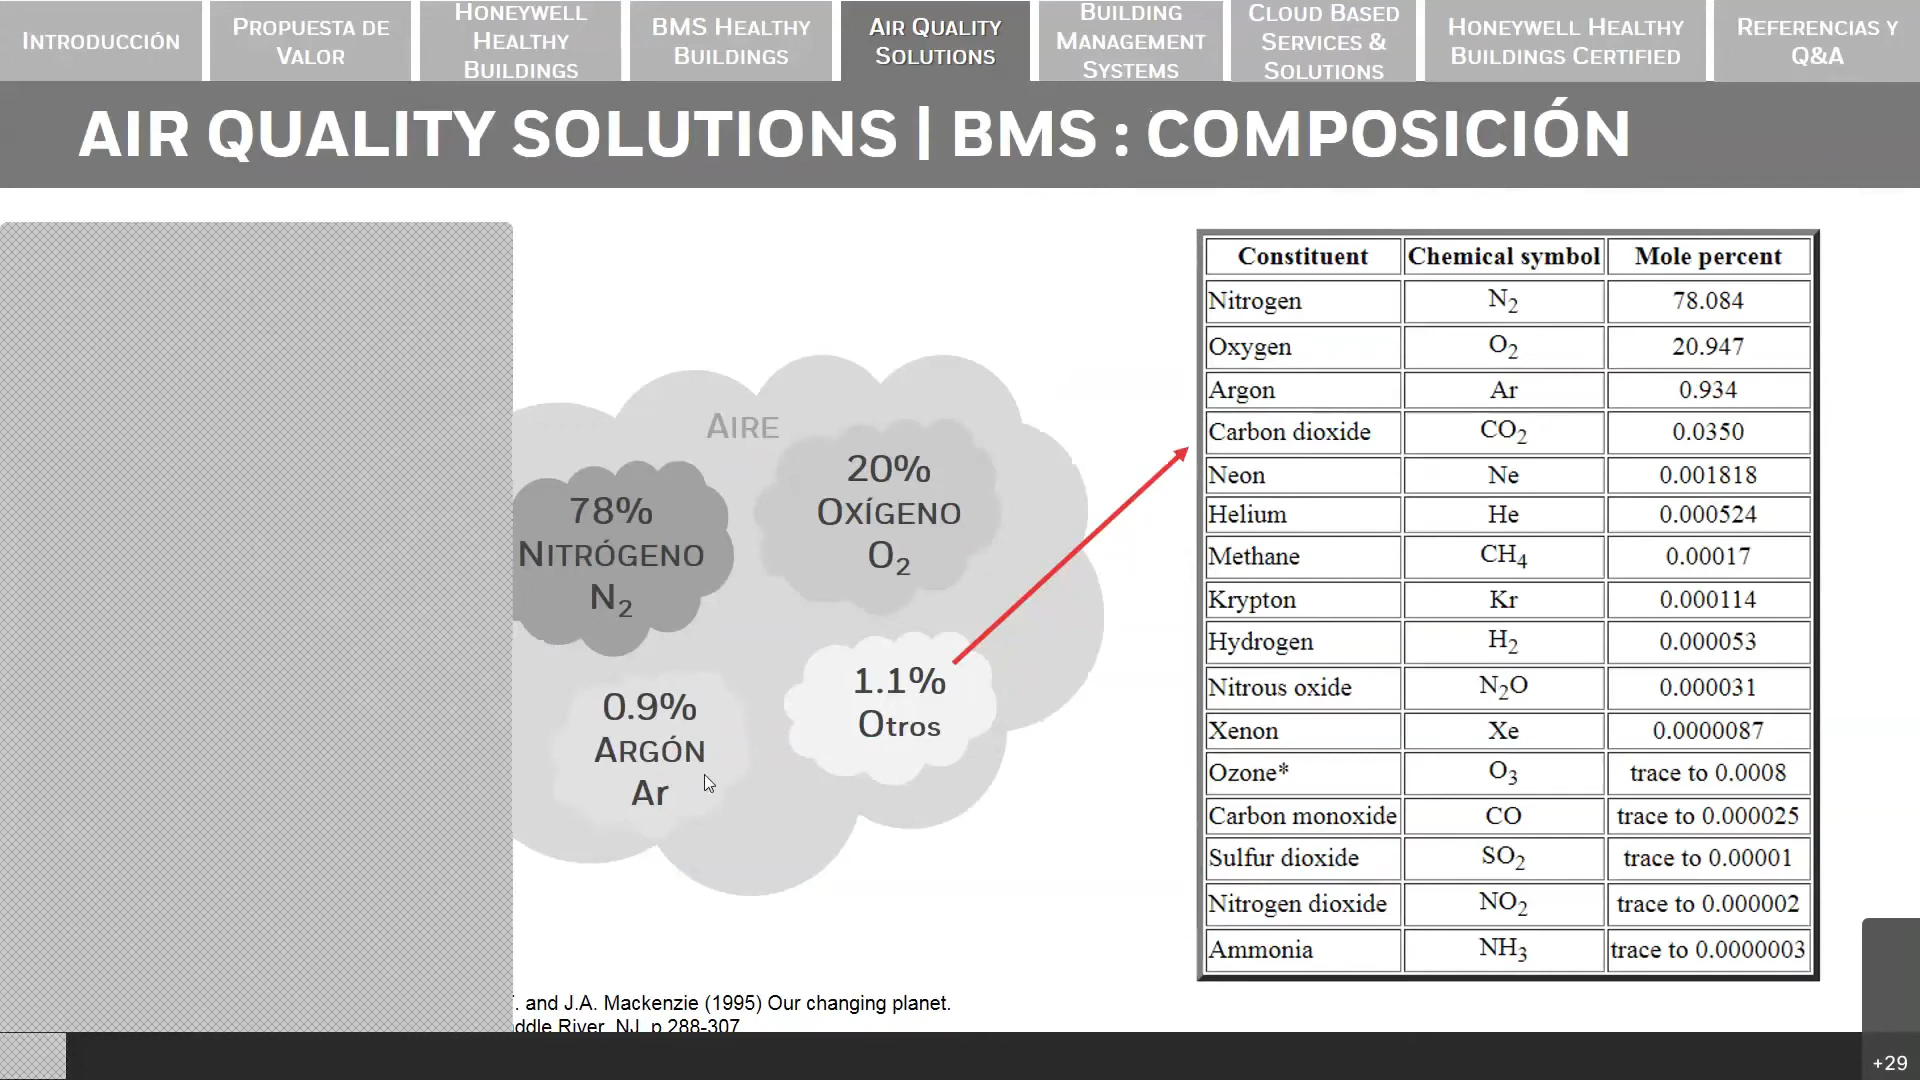 INTRODUCCIÓN
PROPUESTA DE
VALOR
HONEYWELL
HEALTHY
BUILDINGS
BMS HEALTHY
BUILDINGS
AIR QUALITY
SOLUTIONS
BUILDING
MANAGEMENT
SYSTEMS
CLOUD BASED
SERVICES &
SOLUTIONS
HONEYWELL HEALTHY
BUILDINGS CERTIFIED
REFERENCIAS Y
Q&A
AIR QUALITY SOLUTIONS | BMS : COMPOSICIÓN
AIRE
78%
NITRÓGENO
N2
20%
OXÍGENO
O2
0.9%
ARGÓN
Ar
1.1%
Otros
Constituent Chemical symbol Mole percent
Nitrogen N2 78.084
Oxygen O2 20.947
Argon Ar 0.934
Carbon dioxide CO2 0.0350
Neon Ne 0.001818
Helium He 0.000524
Methane CH4 0.00017
Krypton Kr 0.000114
Hydrogen H2 0.000053
Nitrous oxide N2O 0.000031
Xenon Xe 0.0000087
Ozone* O3 trace to 0.0008
Carbon monoxide CO trace to 0.000025
Sulfur dioxide SO2 trace to 0.00001
Nitrogen dioxide NO2 trace to 0.000002
Ammonia NH3 trace to 0.0000003
. and J.A. Mackenzie (1995) Our changing planet.
ddle River, NJ, p 288-307
+29